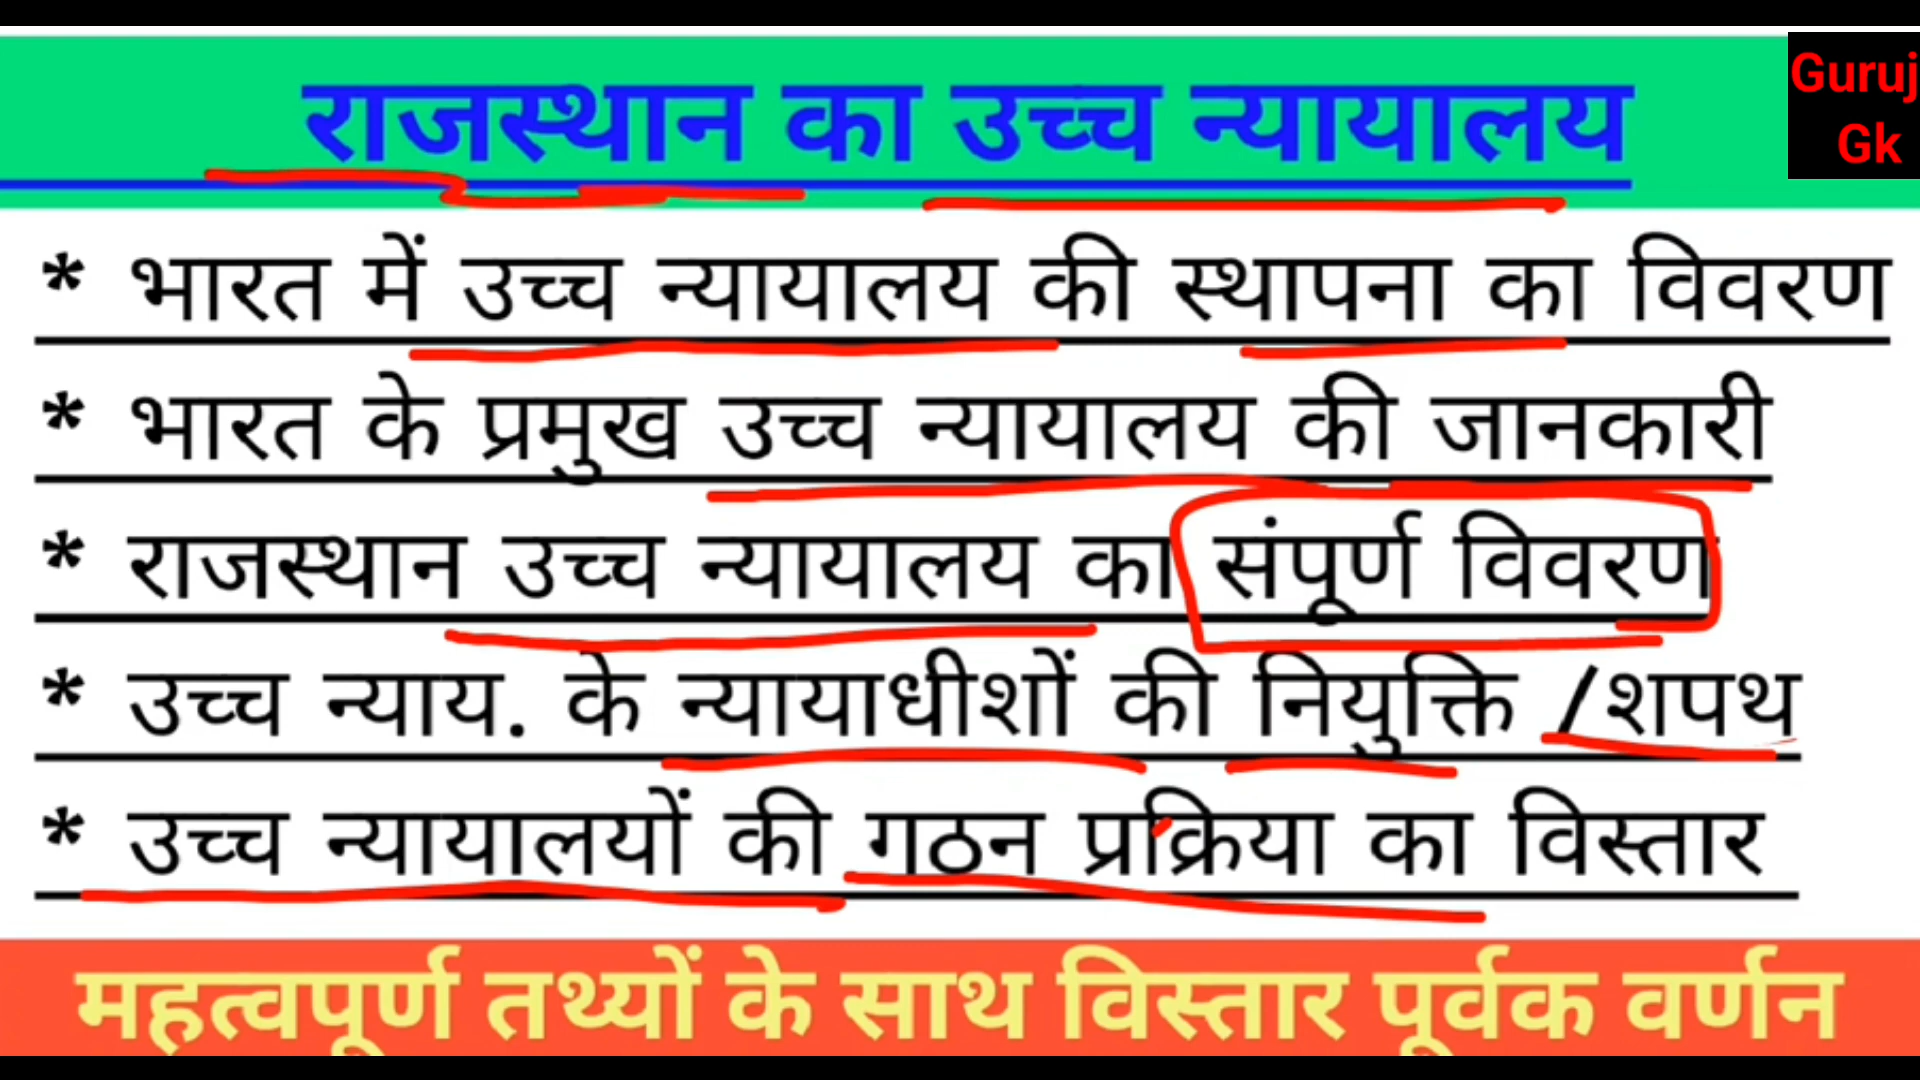 राजस्थान का उच्च न्यायालय
Guruj
Gk
* भारत में उच्च न्यायालय की स्थापना का विवरण
* भारत के प्रमुख उच्च न्यायालय की जानकारी
* राजस्थान उच्च न्यायालय का संपूर्ण विवरण
* उच्च न्याय. के न्यायाधीशों की नियुक्ति /शपथ
* उच्च न्यायालयों की गठन प्रक्रिया का विस्तार
महत्वपूर्ण तथ्यों के साथ विस्तार पूर्वक वर्णन